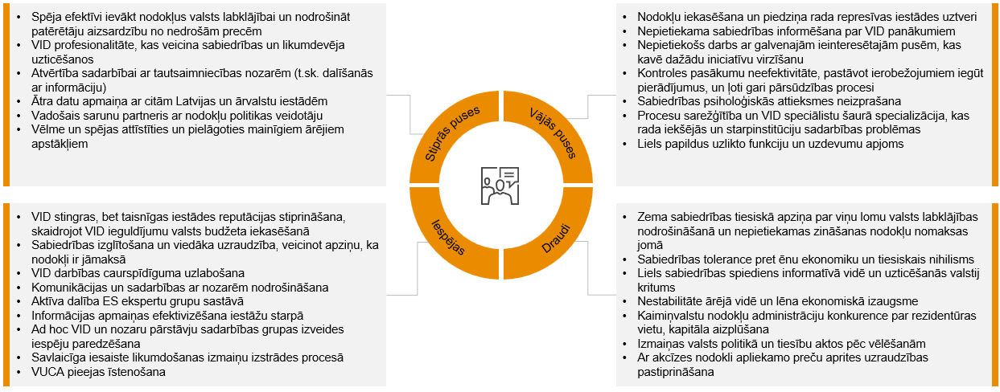 • Spēja efektīvi ievākt nodokļus valsts labklājībai un nodrošināt
patērētāju aizsardzību no nedrošām precēm
• VID profesionalitāte, kas veicina sabiedrības un likumdevēja
uzticēšanos
• Atvērtība sadarbībai ar tautsaimniecības nozarēm (t.sk. dalīšanās
ar informāciju)
• Ātra datu apmaiņa ar citām Latvijas un ārvalstu iestādēm
• Vadošais sarunu partneris ar nodokļu politikas veidotāju
• Vēlme un spējas attīstīties un pielāgoties mainīgiem ārējiem
apstākļiem
Stiprās puses
Vājās puses
• Nodokļu iekasēšana un piedziņa rada represīvas iestādes uztveri
• Nepietiekama sabiedrības informēšana par VID panākumiem
• Nepietiekošs darbs ar galvenajām ieinteresētajām pusēm, kas
kavē dažādu iniciatīvu virzīšanu
• Kontroles pasākumu neefektivitāte, pastāvot ierobežojumiem iegūt
pierādījumus, un ļoti gari pārsūdzības procesi
• Sabiedrības psiholoģiskās attieksmes neizprašana
• Procesu sarežģītība un VID speciālistu šaurā specializācija, kas
rada iekšējās un starpinstitūciju sadarbības problēmas
• Liels papildus uzlikto funkciju un uzdevumu apjoms
• VID stingras, bet taisnīgas iestādes reputācijas stiprināšana,
skaidrojot VID ieguldījumu valsts budžeta iekasēšanā
• Sabiedrības izglītošana un viedāka uzraudzība, veicinot apziņu, ka
nodokļi ir jāmaksā
• VID darbības caurspīdīguma uzlabošana
• Komunikācijas un sadarbības ar nozarēm nodrošināšana
• Aktīva dalība ES ekspertu grupu sastāvā
• Informācijas apmaiņas efektivizēšana iestāžu starpā
• Ad hoc VID un nozaru pārstāvju sadarbības grupas izveides
iespēju paredzēšana
• Savlaicīga iesaiste likumdošanas izmaiņu izstrādes procesā
• VUCA pieejas īstenošana
Iespējas
Draudi
• Zema sabiedrības tiesiskā apziņa par viņu lomu valsts labklājības
nodrošināšanā un nepietiekamas zināšanas nodokļu nomaksas
jomā
• Sabiedrības tolerance pret ēnu ekonomiku un tiesiskais nihilisms
• Liels sabiedrības spiediens informatīvā vidē un uzticēšanās valstij
kritums
• Nestabilitāte ārējā vidē un lēna ekonomiskā izaugsme
• Kaimiņvalstu nodokļu administrāciju konkurence par rezidentūras
vietu, kapitāla aizplūšana
• Izmaiņas valsts politikā un tiesību aktos pēc vēlēšanām
• Ar akcīzes nodokli apliekamo preču aprites uzraudzības
pastiprināšana